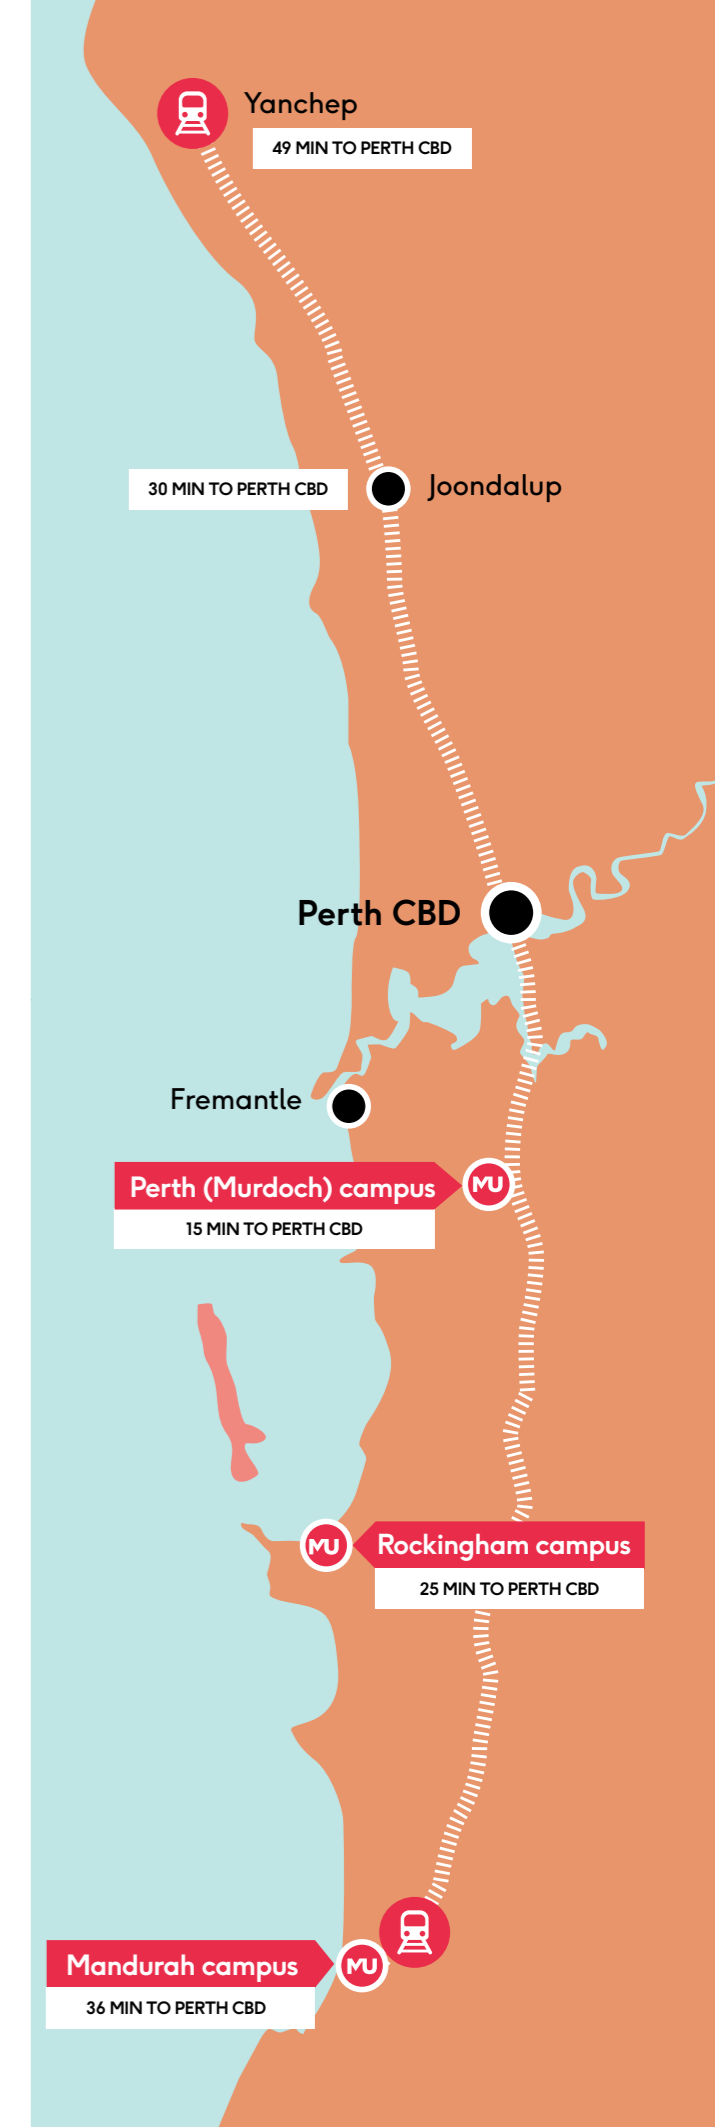 Yanchep
49 MIN TO PERTH CBD
30 MIN TO PERTH CBD
Joondalup
Perth CBD
Fremantle
Perth (Murdoch) campus
MU
15 MIN TO PERTH CBD
MU
Rockingham campus
25 MIN TO PERTH CBD
Mandurah campus
MU
36 MIN TO PERTH CBD